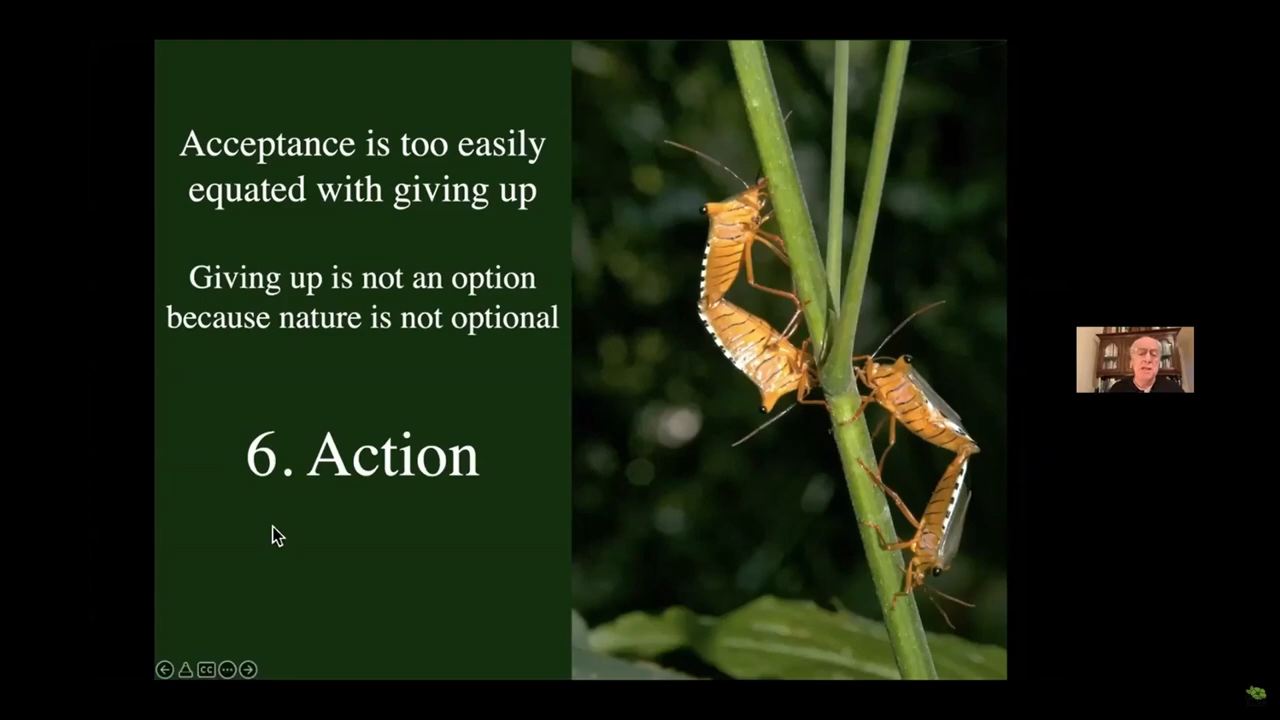 Acceptance is too easily
equated with giving up
Giving up is not an option
because nature is not optional
6. Action
CC